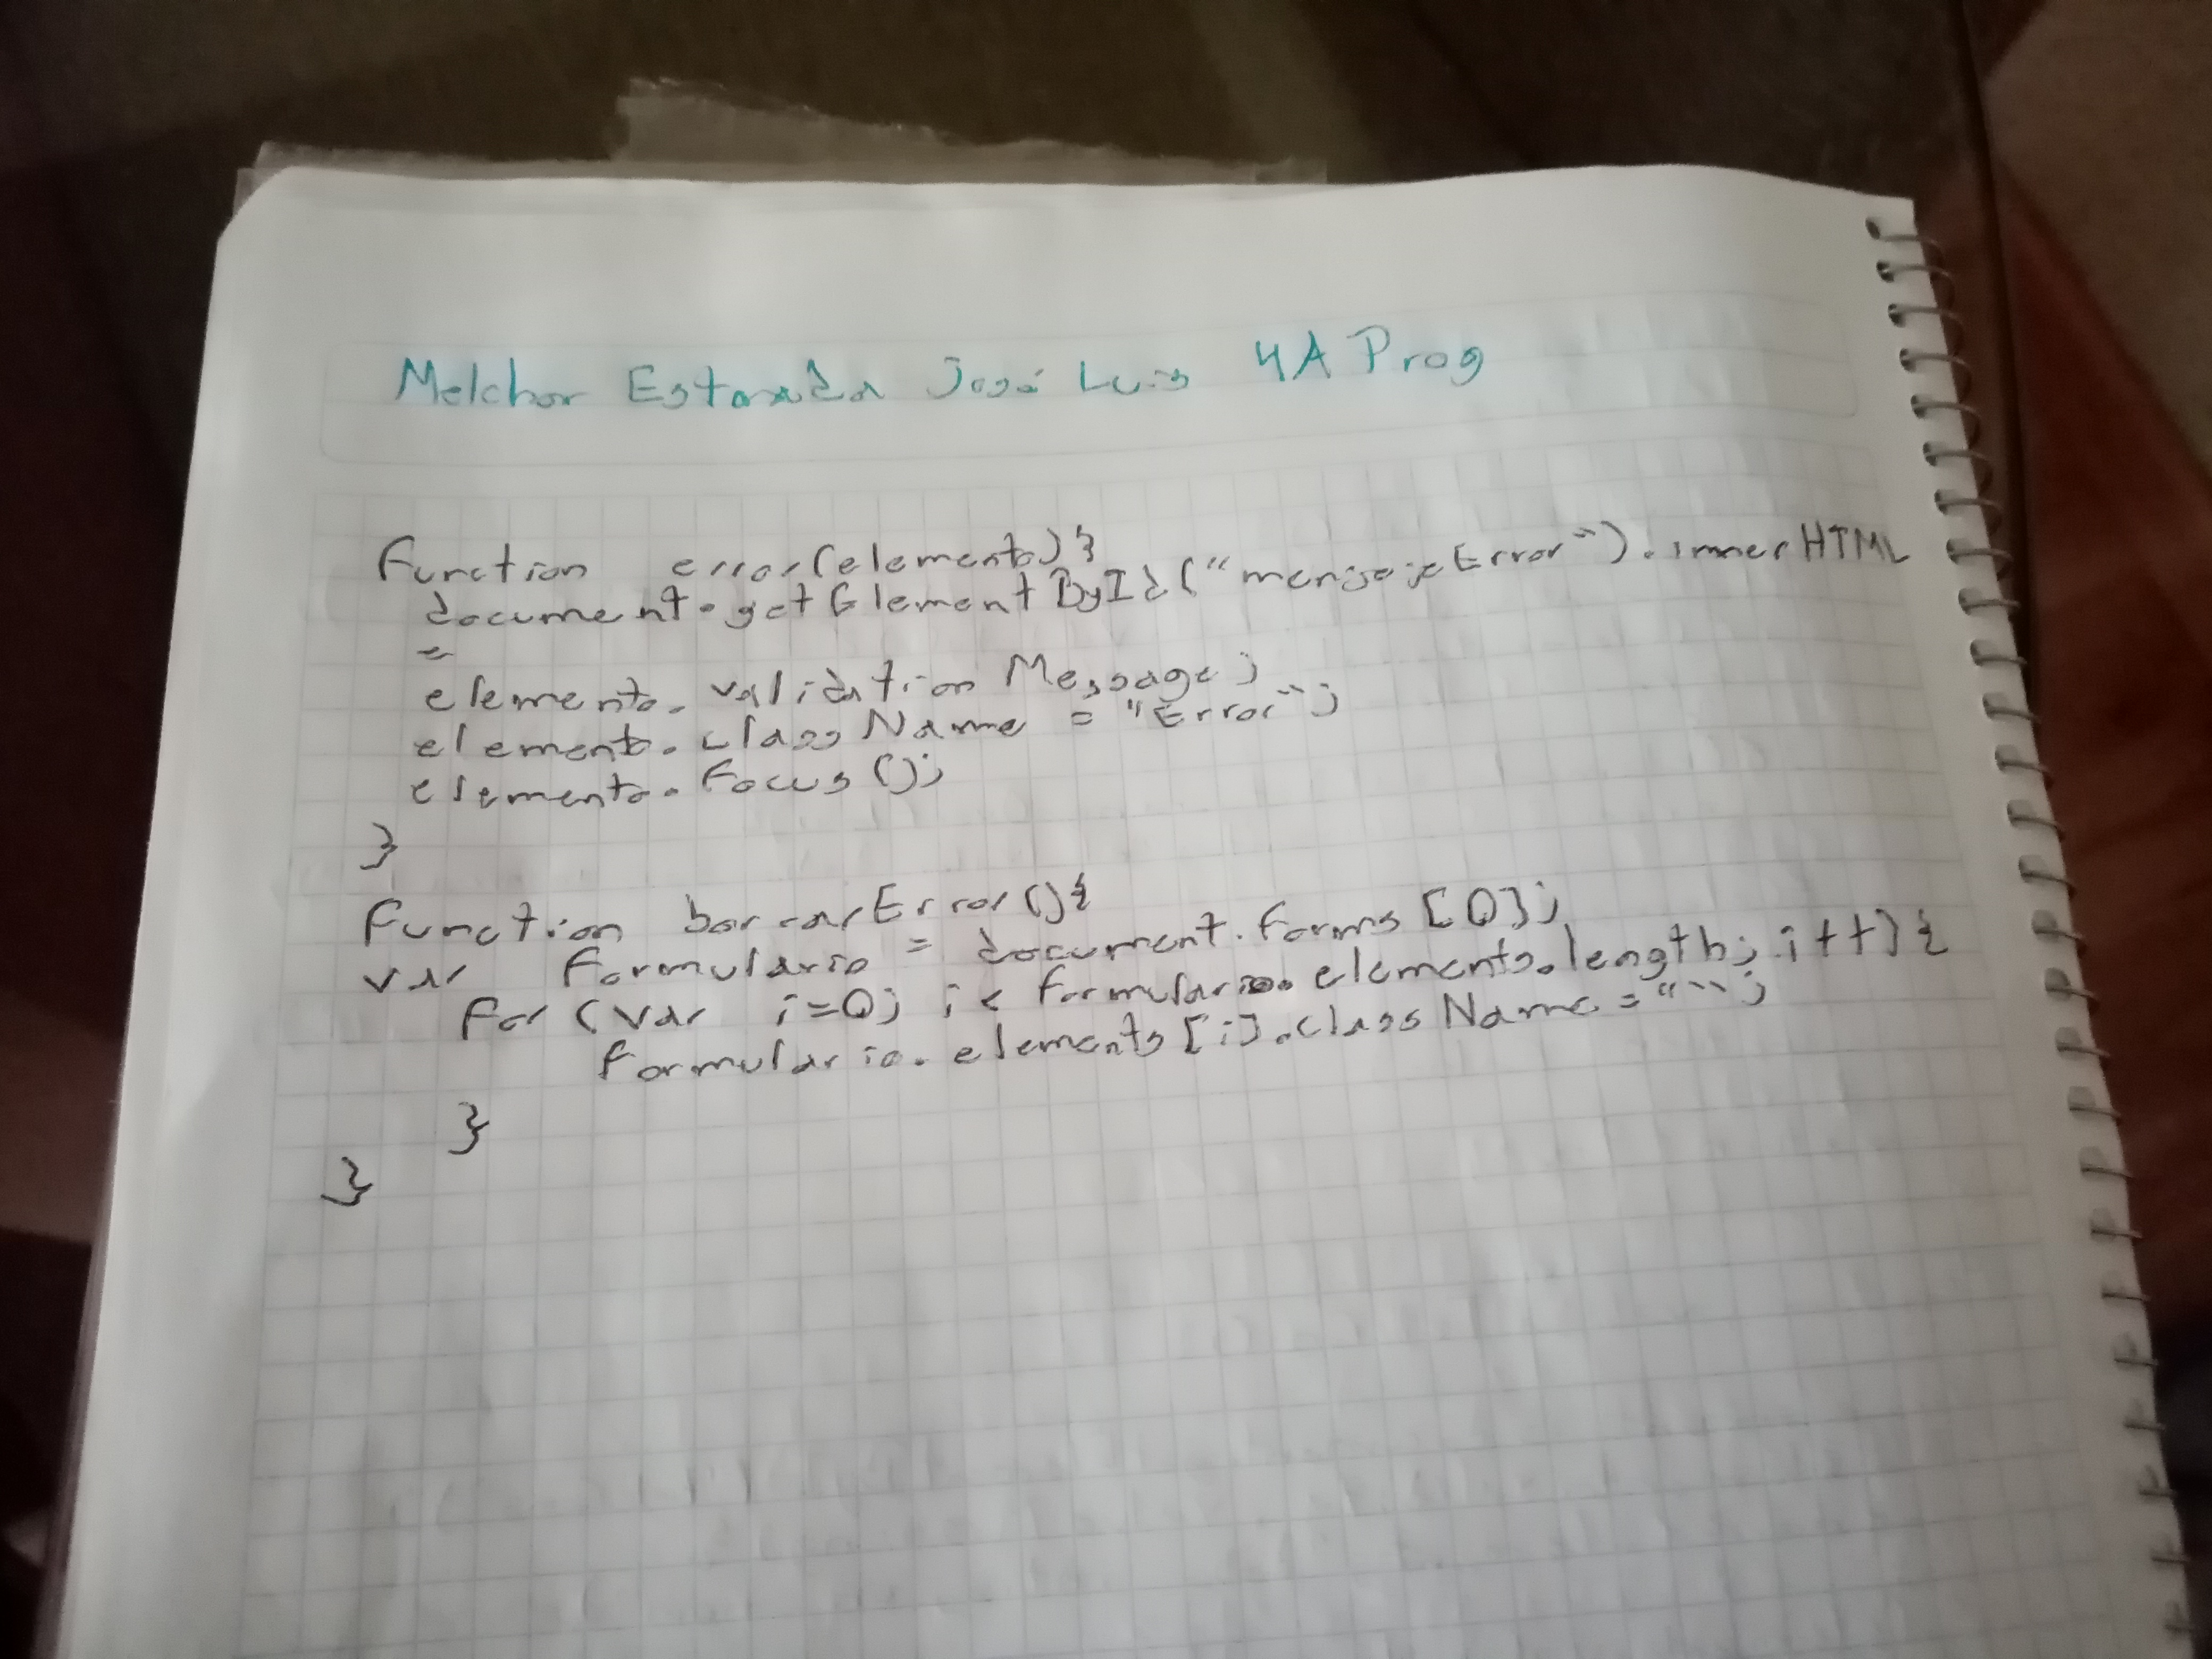 Melchor Estrada José Luis 4A Prog
Function error(elemento){
document.getElementById("mensajeError").innerHTML
=
elemento.validationMessage;
elemento.className = "Error";
elemento.Focus();
}
Function borrarError(){
var Formulario = document.forms[0];
For (var i=0; i< formulario.elements.length; i++){
formulario.elements[i].className="";
}
}